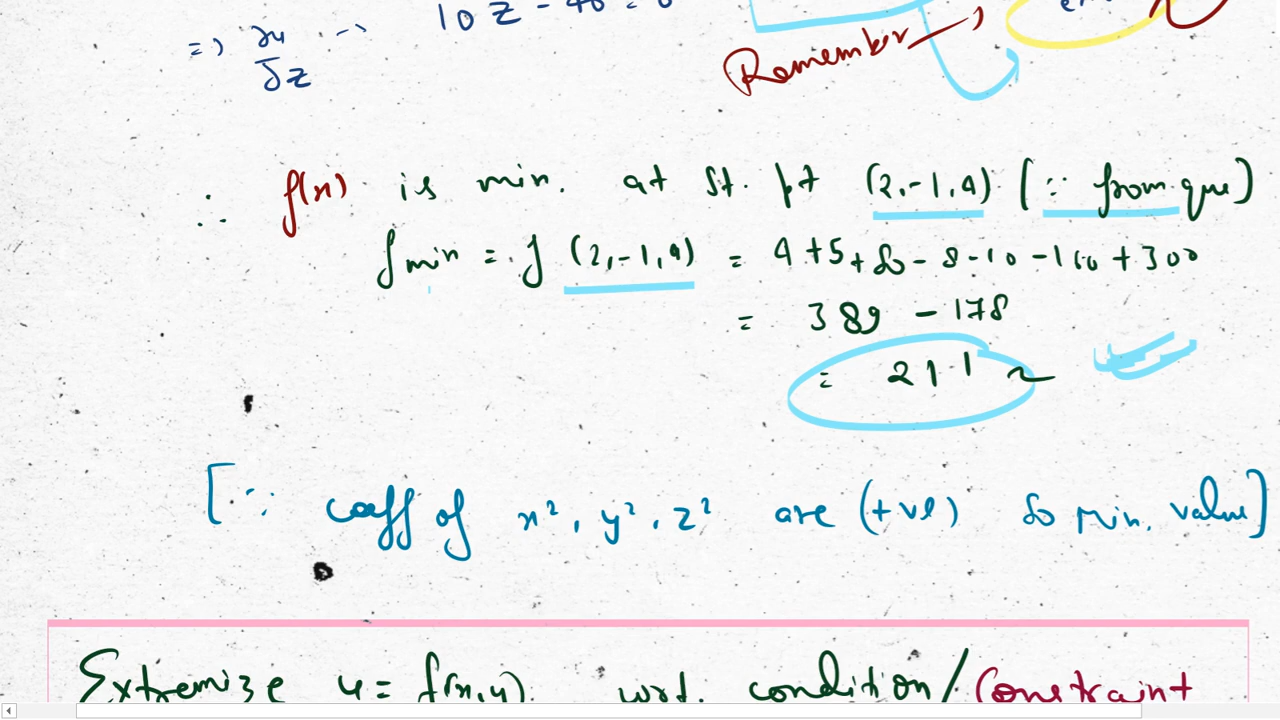 => ∂u/∂z → 10z - 40 = 0
Remember
∴ f(x) is min. at st. pt (2,-1,4) (∵ from que)
fmin = f (2,-1,4) = 4+5+80-8-10-160+300
= 389 - 178
= 211
[∵ coeff of x², y², z² are (+ve) so min. value]
Extremize u = f(x,y) wrt. condition/Constraint